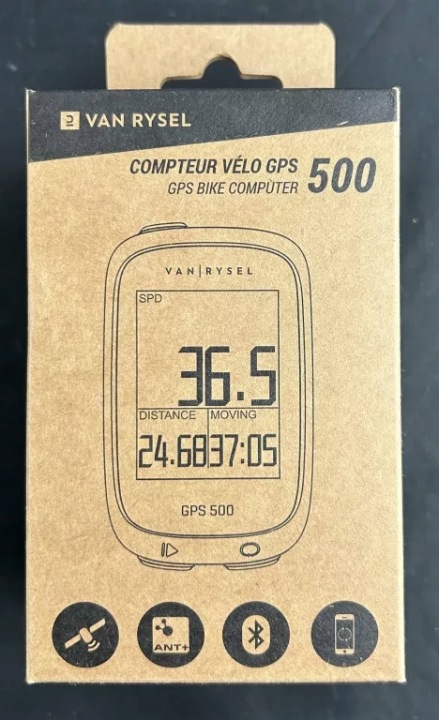 VAN RYSEL
COMPTEUR VÉLO GPS 500
GPS BIKE COMPUTER
VAN|RYSEL
SPD
36.5
DISTANCE MOVING
24.68 37:05
GPS 500
ANT+